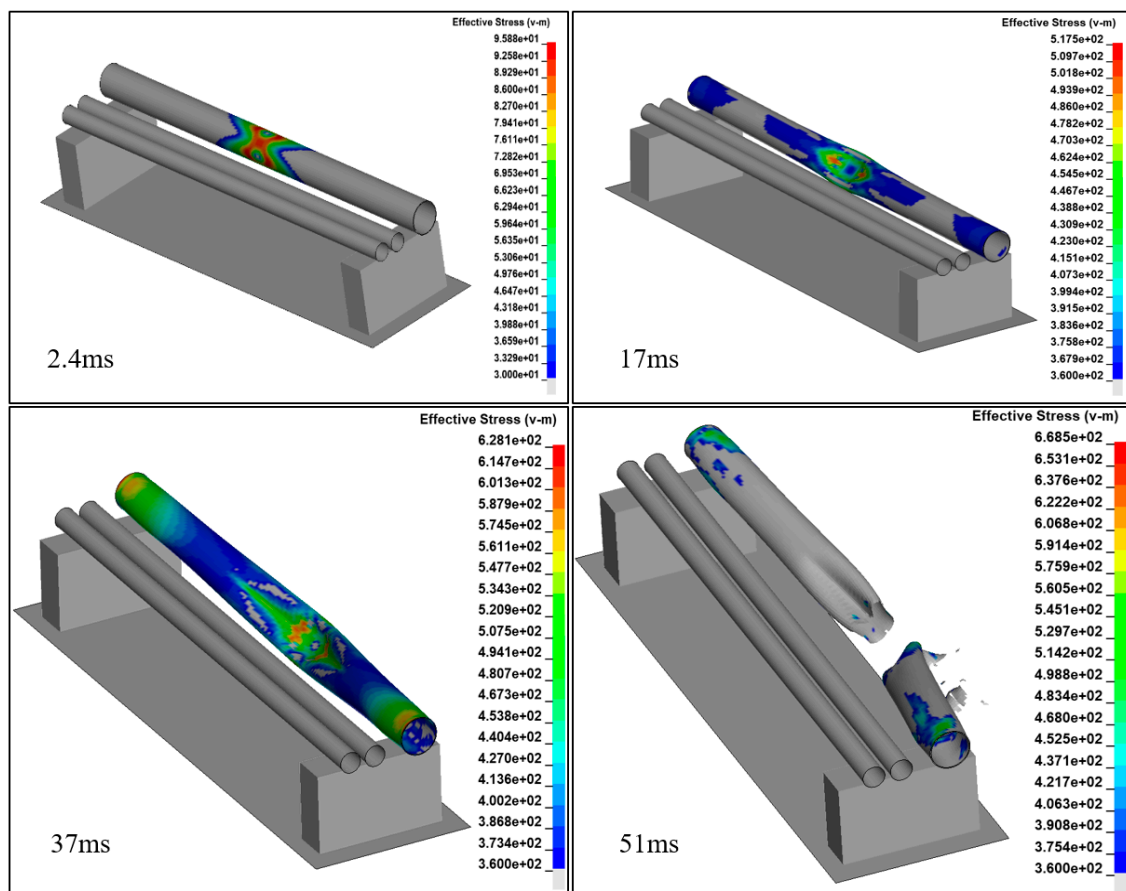 Effective Stress (v-m)
9.588e+01
9.258e+01
8.929e+01
8.600e+01
8.270e+01
7.941e+01
7.611e+01
7.282e+01
6.953e+01
6.623e+01
6.294e+01
5.964e+01
5.635e+01
5.306e+01
4.976e+01
4.647e+01
4.318e+01
3.988e+01
3.659e+01
3.329e+01
3.000e+01
2.4ms
Effective Stress (v-m)
5.175e+02
5.097e+02
5.018e+02
4.939e+02
4.860e+02
4.782e+02
4.703e+02
4.624e+02
4.545e+02
4.467e+02
4.388e+02
4.309e+02
4.230e+02
4.151e+02
4.073e+02
3.994e+02
3.915e+02
3.836e+02
3.758e+02
3.679e+02
3.600e+02
17ms
Effective Stress (v-m)
6.281e+02
6.147e+02
6.013e+02
5.879e+02
5.745e+02
5.611e+02
5.477e+02
5.343e+02
5.209e+02
5.075e+02
4.941e+02
4.807e+02
4.673e+02
4.538e+02
4.404e+02
4.270e+02
4.136e+02
4.002e+02
3.868e+02
3.734e+02
3.600e+02
37ms
Effective Stress (v-m)
6.685e+02
6.531e+02
6.376e+02
6.222e+02
6.068e+02
5.914e+02
5.759e+02
5.605e+02
5.451e+02
5.297e+02
5.142e+02
4.988e+02
4.834e+02
4.680e+02
4.525e+02
4.371e+02
4.217e+02
4.063e+02
3.908e+02
3.754e+02
3.600e+02
51ms